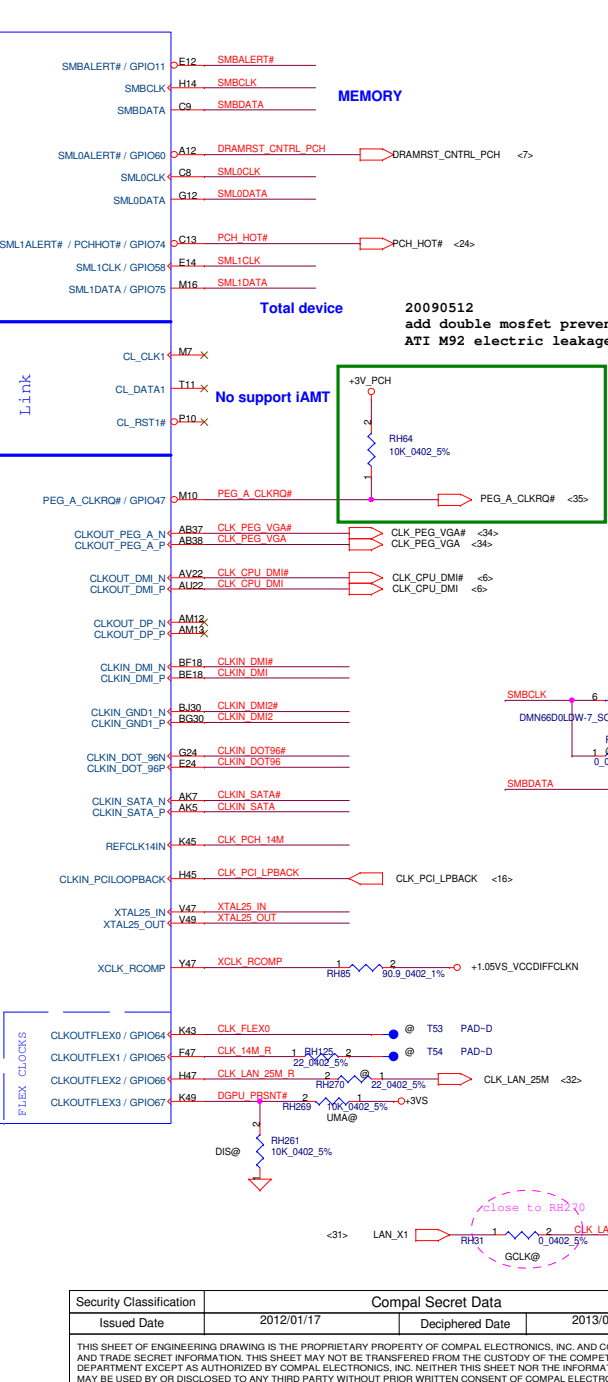 SMBALERT# / GPIO11 E12 SMBALERT#
SMBCLK H14 SMBCLK
MEMORY
SMBDATA C9 SMBDATA
SML0ALERT# / GPIO60 A12 DRAMRST_CNTRL_PCH DRAMRST_CNTRL_PCH <7>
SML0CLK C8 SML0CLK
SML0DATA G12 SML0DATA
SML1ALERT# / PCHHOT# / GPIO74 C13 PCH_HOT# PCH_HOT# <24>
SML1CLK / GPIO58 E14 SML1CLK
SML1DATA / GPIO75 M16 SML1DATA
Total device
20090512
add double mosfet preven
ATI M92 electric leakage
CL_CLK1 M7
Link
CL_DATA1 T11
No support iAMT
CL_RST1# P10
+3V_PCH
2
RH64
10K_0402_5%
1
PEG_A_CLKRQ# / GPIO47 M10 PEG_A_CLKRQ# PEG_A_CLKRQ# <35>
CLKOUT_PEG_A_N AB37 CLK_PEG_VGA# CLK_PEG_VGA# <34>
CLKOUT_PEG_A_P AB38 CLK_PEG_VGA CLK_PEG_VGA <34>
CLKOUT_DMI_N AV22 CLK_CPU_DMI# CLK_CPU_DMI# <6>
CLKOUT_DMI_P AU22 CLK_CPU_DMI CLK_CPU_DMI <6>
CLKOUT_DP_N AM12
CLKOUT_DP_P AM13
CLKIN_DMI_N BF18 CLKIN_DMI#
CLKIN_DMI_P BE18 CLKIN_DMI
SMBCLK 6
CLKIN_GND1_N BJ30 CLKIN_DMI2#
CLKIN_GND1_P BG30 CLKIN_DMI2
DMN66D0LDW-7_SO
CLKIN_DOT_96N G24 CLKIN_DOT96#
CLKIN_DOT_96P E24 CLKIN_DOT96
1
SMBDATA
CLKIN_SATA_N AK7 CLKIN_SATA#
CLKIN_SATA_P AK5 CLKIN_SATA
REFCLK14IN K45 CLK_PCH_14M
CLKIN_PCILOOPBACK H45 CLK_PCI_LPBACK CLK_PCI_LPBACK <16>
XTAL25_IN V47 XTAL25_IN
XTAL25_OUT V49 XTAL25_OUT
XCLK_RCOMP Y47 XCLK_RCOMP 1 2 +1.05VS_VCCDIFFCLKN
RH85 90.9_0402_1%
FLEX CLOCKS
CLKOUTFLEX0 / GPIO64 K43 CLK_FLEX0 @ T53 PAD~D
CLKOUTFLEX1 / GPIO65 F47 CLK_14M_R 1 RH125 2 @ T54 PAD~D
22_0402_5%
CLKOUTFLEX2 / GPIO66 H47 CLK_LAN_25M_R 2 @ 1 CLK_LAN_25M <32>
RH270 22_0402_5%
CLKOUTFLEX3 / GPIO67 K49 DGPU_PRSNT# 2 1 +3VS
RH269 10K_0402_5%
UMA@
2
DIS@ RH261
10K_0402_5%
1
close to RH270
<31> LAN_X1 1 2 CLK_LA
RH31 0_0402_5%
GCLK@
Security Classification Compal Secret Data
Issued Date 2012/01/17 Deciphered Date 2013/0
THIS SHEET OF ENGINEERING DRAWING IS THE PROPRIETARY PROPERTY OF COMPAL ELECTRONICS, INC. AND CO
AND TRADE SECRET INFORMATION. THIS SHEET MAY NOT BE TRANSFERED FROM THE CUSTODY OF THE COMPET
DEPARTMENT EXCEPT AS AUTHORIZED BY COMPAL ELECTRONICS, INC. NEITHER THIS SHEET NOR THE INFORMAT
MAY BE USED BY OR DISCLOSED TO ANY THIRD PARTY WITHOUT PRIOR WRITTEN CONSENT OF COMPAL ELECTRO